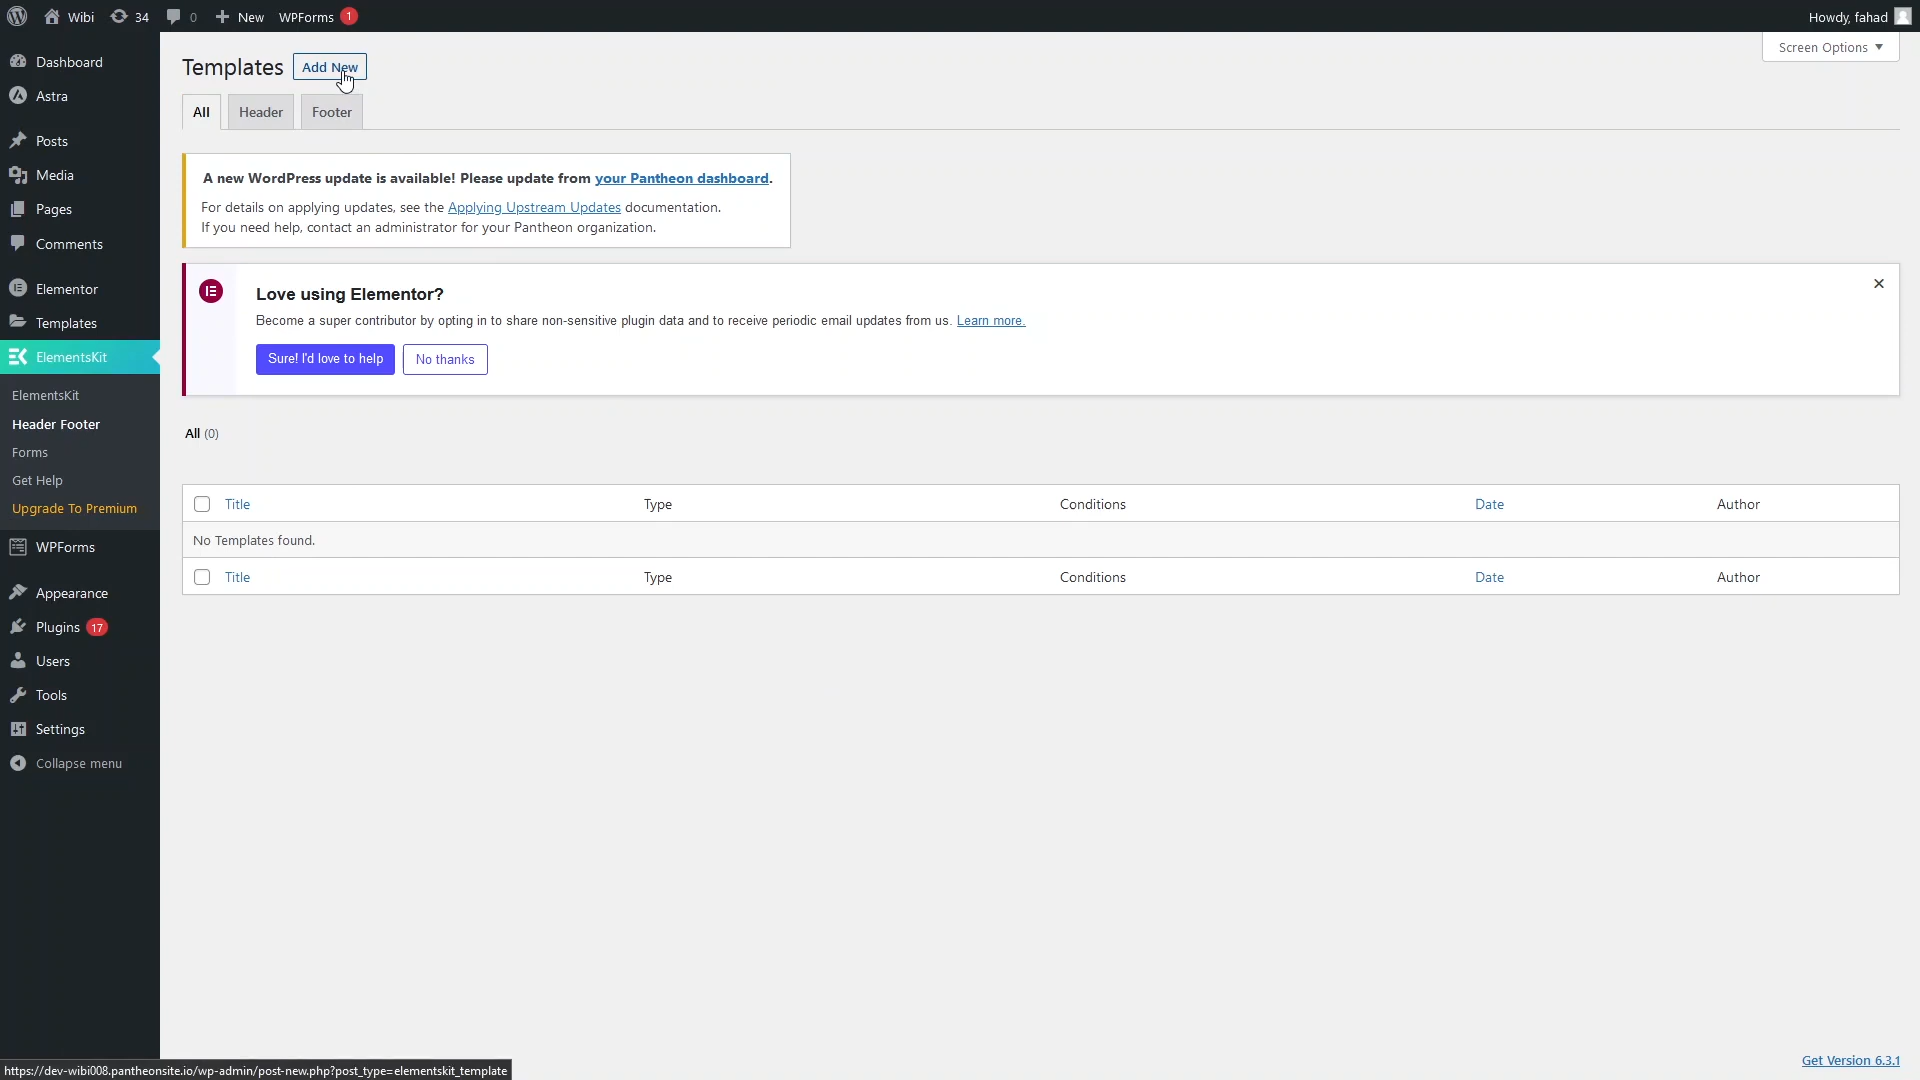 Wibi 34 0 New WPForms 1 Howdy, fahad
Screen Options
Dashboard
Astra
Posts
Media
Pages
Comments
Elementor
Templates
ElementsKit
ElementsKit
Header Footer
Forms
Get Help
Upgrade To Premium
WPForms
Appearance
Plugins 17
Users
Tools
Settings
Collapse menu
Templates Add New
All Header Footer
A new WordPress update is available! Please update from your Pantheon dashboard.
For details on applying updates, see the Applying Upstream Updates documentation.
If you need help, contact an administrator for your Pantheon organization.
Love using Elementor?
Become a super contributor by opting in to share non-sensitive plugin data and to receive periodic email updates from us. Learn more.
Sure! I'd love to help No thanks
All (0)
Title Type Conditions Date Author
No Templates found.
Title Type Conditions Date Author
Get Version 6.3.1
https://dev-wibi008.pantheonsite.io/wp-admin/post-new.php?post_type=elementskit_template